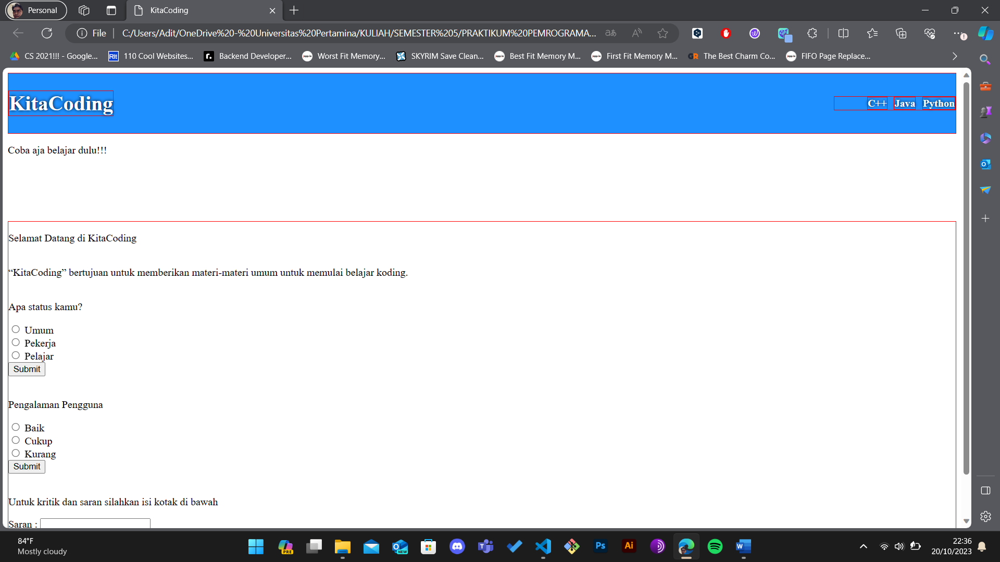 Personal
KitaCoding
File
C:/Users/Adit/OneDrive%20-%20Universitas%20Pertamina/KULIAH/SEMESTER%205/PRAKTIKUM%20PEMROGRAMA...
CS 2021!!! - Google...
110 Cool Websites...
Backend Developer...
Worst Fit Memory...
SKYRIM Save Clean...
Best Fit Memory M...
First Fit Memory M...
The Best Charm Co...
FIFO Page Replace...
KitaCoding
C++ Java Python
Coba aja belajar dulu!!!
Selamat Datang di KitaCoding
“KitaCoding” bertujuan untuk memberikan materi-materi umum untuk memulai belajar koding.
Apa status kamu?
Umum
Pekerja
Pelajar
Submit
Pengalaman Pengguna
Baik
Cukup
Kurang
Submit
Untuk kritik dan saran silahkan isi kotak di bawah
Saran :
84°F
Mostly cloudy
22:36
20/10/2023